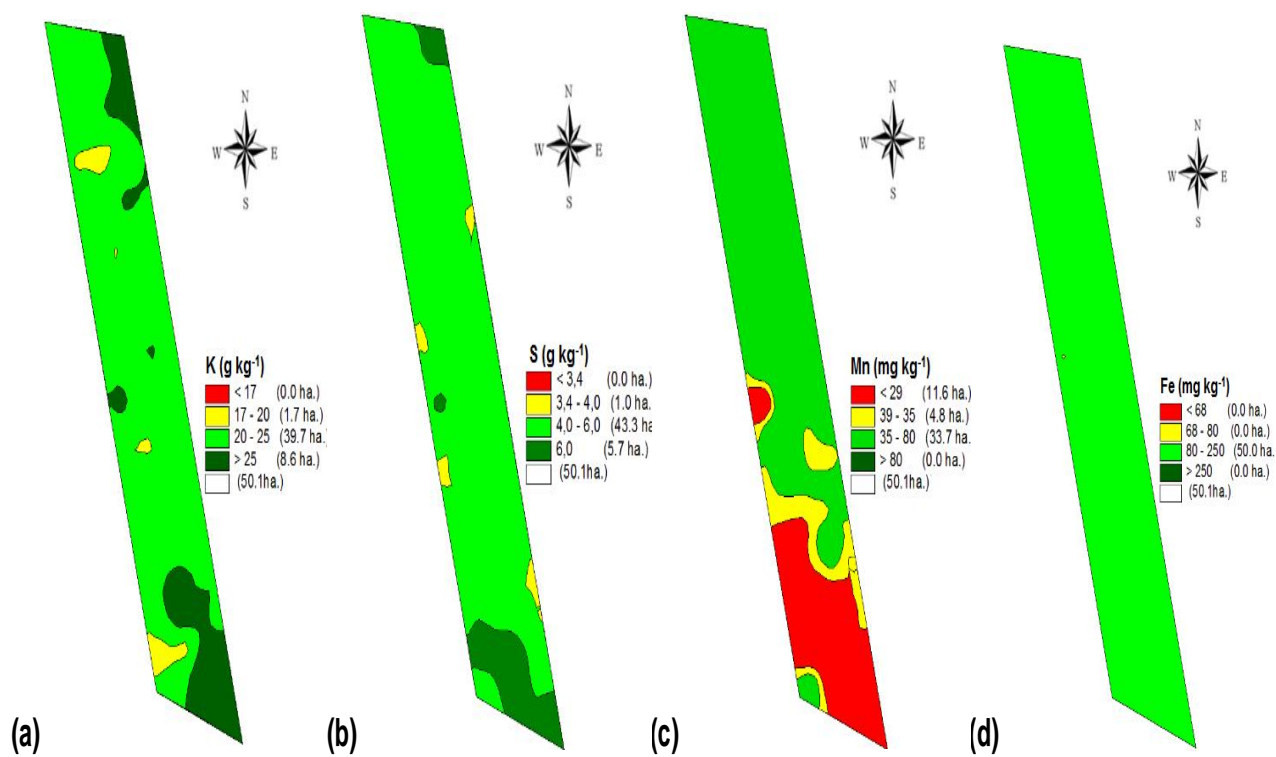 N
W E
S
K (g kg-1)
< 17 (0.0 ha.)
17 - 20 (1.7 ha.)
20 - 25 (39.7 ha.
> 25 (8.6 ha.)
(50.1ha.)
(a)
N
W E
S
S (g kg-1)
< 3,4 (0.0 ha.)
3,4 - 4,0 (1.0 ha.
4,0 - 6,0 (43.3 ha.
6,0 (5.7 ha.)
(50.1 ha.)
(b)
N
W E
S
Mn (mg kg-1)
< 29 (11.6 ha.)
39 - 35 (4.8 ha.)
35 - 80 (33.7 ha.
> 80 (0.0 ha.)
(50.1 ha.)
(c)
N
W E
S
Fe (mg kg-1)
< 68 (0.0 ha.)
68 - 80 (0.0 ha.)
80 - 250 (50.0 ha.
> 250 (0.0 ha.)
(50.1ha.)
(d)